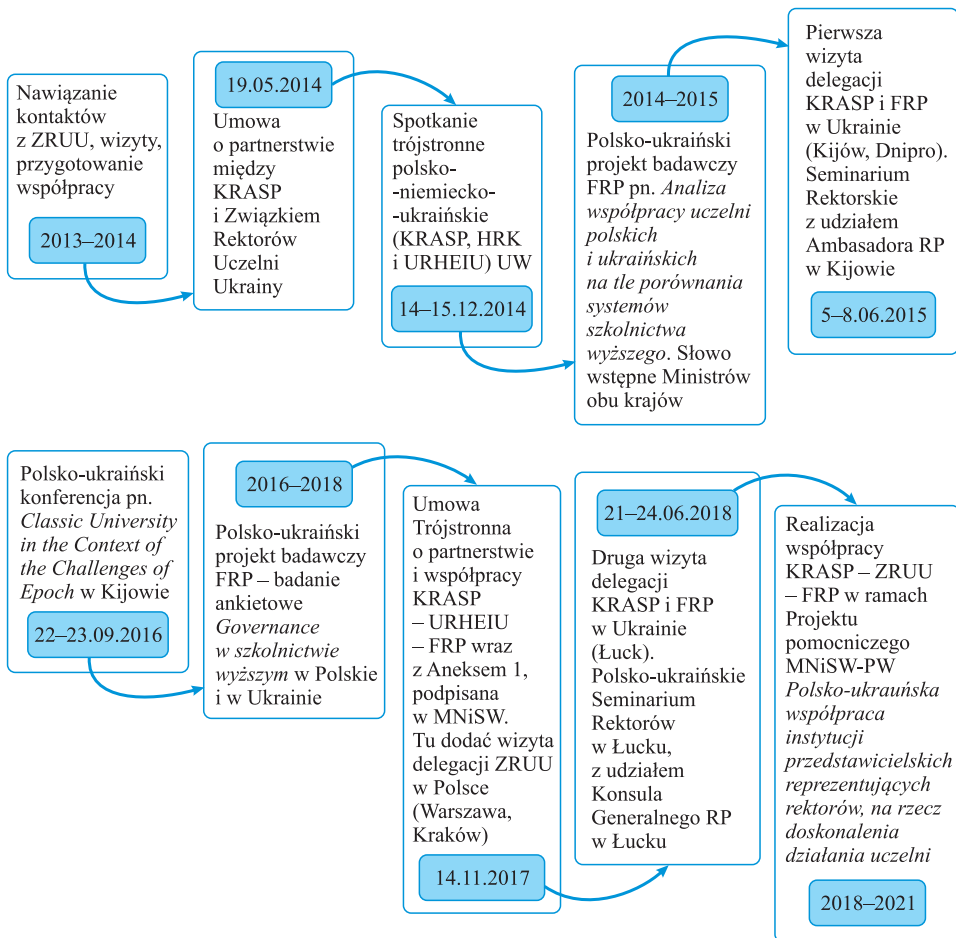 Nawiązanie
kontaktów
z ZRUU, wizyty,
przygotowanie
współpracy
2013–2014
19.05.2014
Umowa
o partnerstwie
między
KRASP
i Związkiem
Rektorów
Uczelni
Ukrainy
Spotkanie
trójstronne
polsko-
-niemiecko-
-ukraińskie
(KRASP, HRK
i URHEIU) UW
14–15.12.2014
2014–2015
Polsko-ukraiński
projekt badawczy
FRP pn. Analiza
współpracy uczelni
polskich
i ukraińskich
na tle porównania
systemów
szkolnictwa
wyższego. Słowo
wstępne Ministrów
obu krajów
Pierwsza
wizyta
delegacji
KRASP i FRP
w Ukrainie
(Kijów, Dnipro).
Seminarium
Rektorskie
z udziałem
Ambasadora RP
w Kijowie
5–8.06.2015
Polsko-ukraiński
konferencja pn.
Classic University
in the Context of
the Challenges of
Epoch w Kijowie
22–23.09.2016
2016–2018
Polsko-ukraiński
projekt badawczy
FRP – badanie
ankietowe
Governance
w szkolnictwie
wyższym w Polskie
i w Ukrainie
Umowa
Trójstronna
o partnerstwie
i współpracy
KRASP
– URHEIU
– FRP wraz
z Aneksem 1,
podpisana
w MNiSW.
Tu dodać wizyta
delegacji ZRUU
w Polsce
(Warszawa,
Kraków)
14.11.2017
21–24.06.2018
Druga wizyta
delegacji
KRASP i FRP
w Ukrainie
(Łuck).
Polsko-ukraińskie
Seminarium
Rektorów
w Łucku,
z udziałem
Konsula
Generalnego RP
w Łucku
Realizacja
współpracy
KRASP – ZRUU
– FRP w ramach
Projektu
pomocniczego
MNiSW-PW
Polsko-ukrauńska
współpraca
instytucji
przedstawicielskich
reprezentujących
rektorów, na rzecz
doskonalenia
działania uczelni
2018–2021